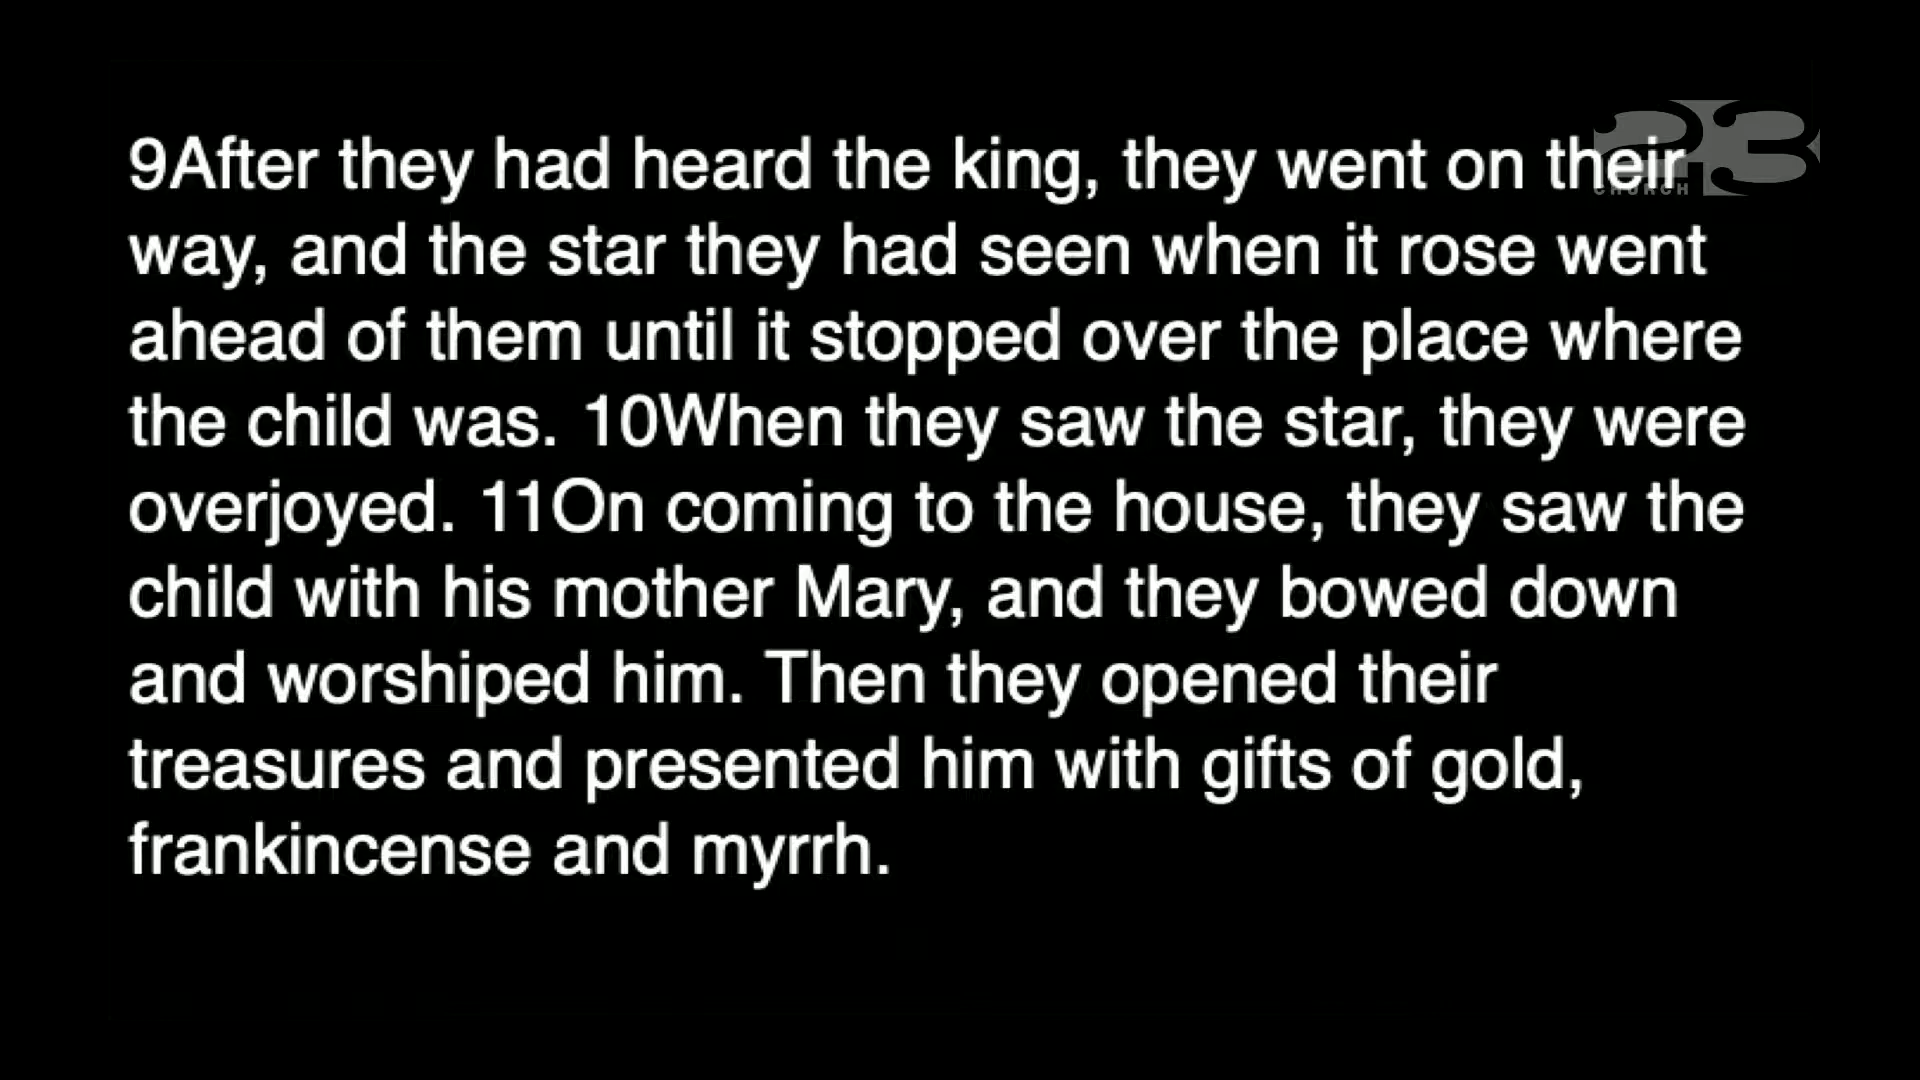 9After they had heard the king, they went on their
way, and the star they had seen when it rose went
ahead of them until it stopped over the place where
the child was. 10When they saw the star, they were
overjoyed. 11On coming to the house, they saw the
child with his mother Mary, and they bowed down
and worshiped him. Then they opened their
treasures and presented him with gifts of gold,
frankincense and myrrh.
213
CHURCH